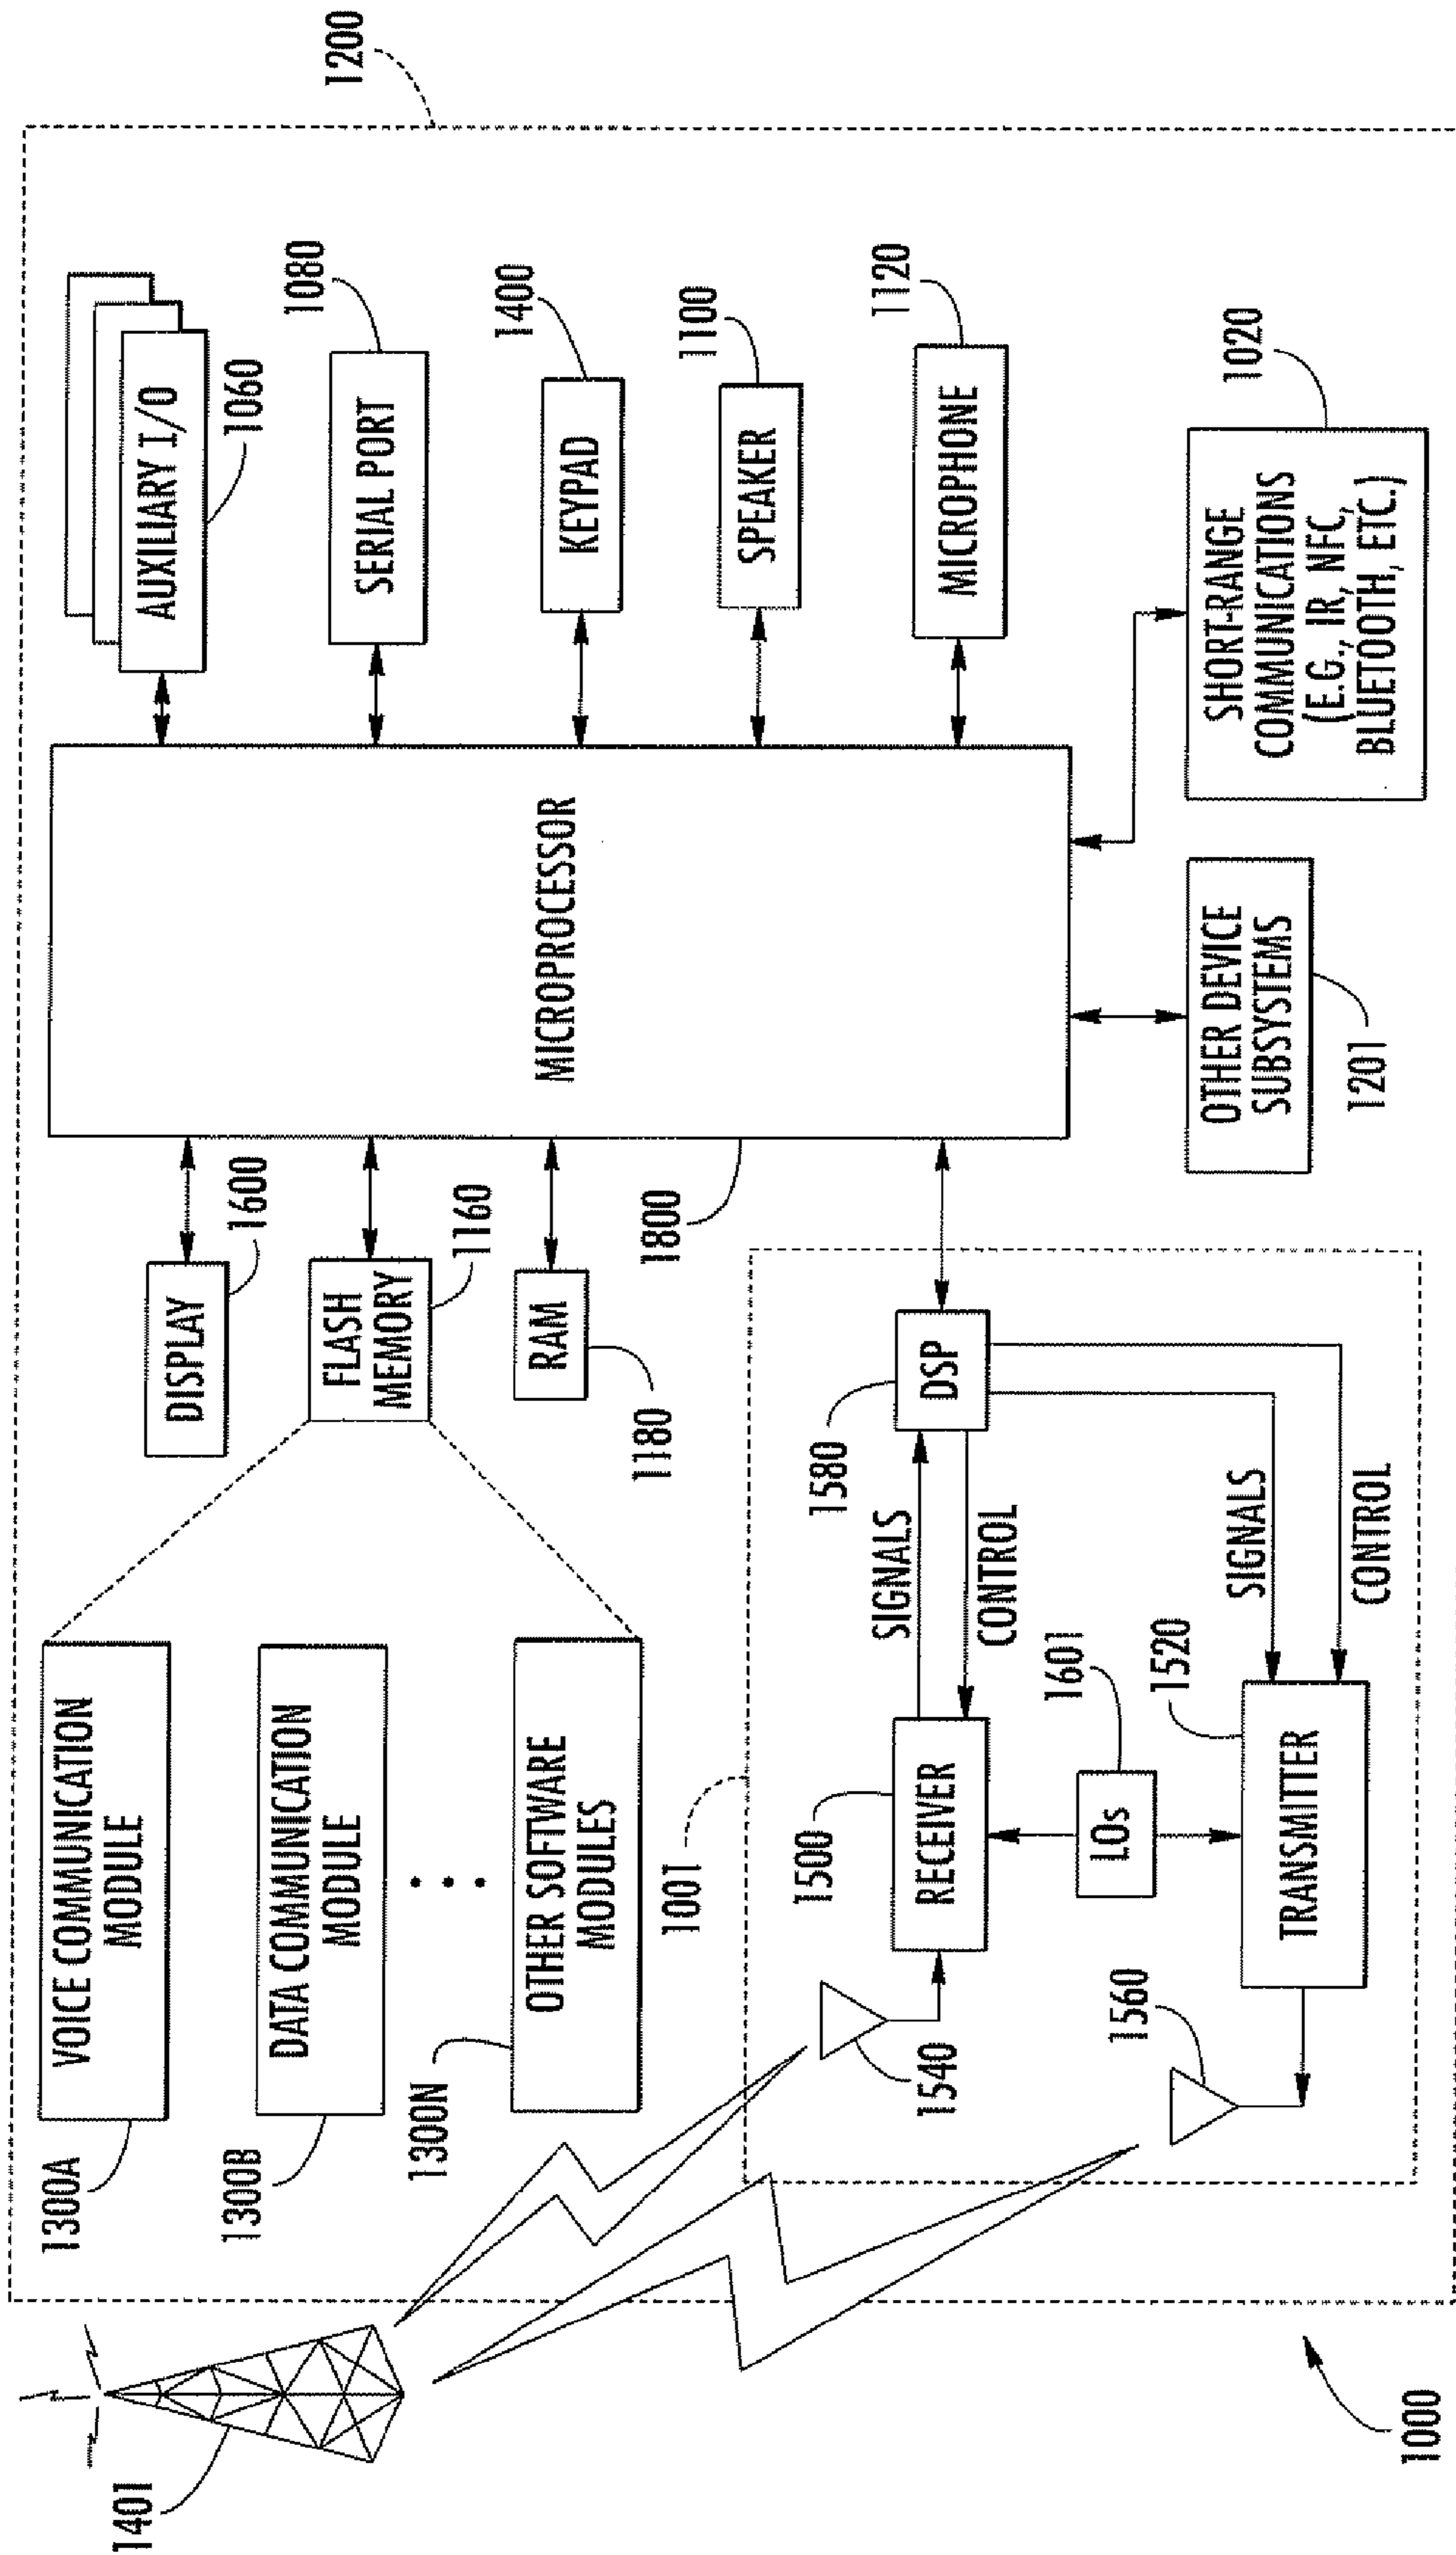 1401
1300A
VOICE COMMUNICATION
MODULE
1300B
DATA COMMUNICATION
MODULE
1300N
OTHER SOFTWARE
MODULES
DISPLAY
1600
FLASH
MEMORY
1160
RAM
1180
1800
MICROPROCESSOR
AUXILIARY I/O
1060
SERIAL PORT
1080
KEYPAD
1400
SPEAKER
1100
MICROPHONE
1120
1200
1001
1500
RECEIVER
1540
SIGNALS
CONTROL
1580
DSP
LOs
1601
1560
TRANSMITTER
1520
SIGNALS
CONTROL
OTHER DEVICE
SUBSYSTEMS
1201
SHORT-RANGE
COMMUNICATIONS
(E.G., IR, NFC,
BLUETOOTH, ETC.)
1020
1000